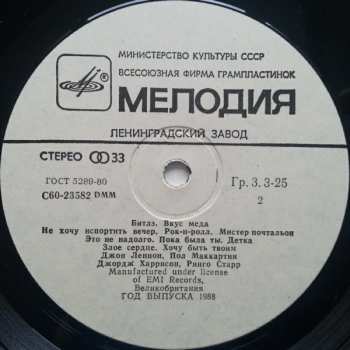 МИНИСТЕРСТВО КУЛЬТУРЫ СССР
ВСЕСОЮЗНАЯ ФИРМА ГРАМПЛАСТИНОК
МЕЛОДИЯ
ЛЕНИНГРАДСКИЙ ЗАВОД
СТЕРЕО 33
ГОСТ 5289-80
Гр. 3. 3-25
С60-23582 DMM
2
Битлз. Вкус меда
Не хочу испортить вечер. Рок-н-ролл. Мистер почтальон
Это не надолго. Пока была ты. Детка
Злое сердце. Хочу быть твоим
Джон Леннон, Пол Маккартни
Джордж Харрисон, Ринго Старр
Manufactured under license
of EMI Records,
Великобритания
ГОД ВЫПУСКА 1988